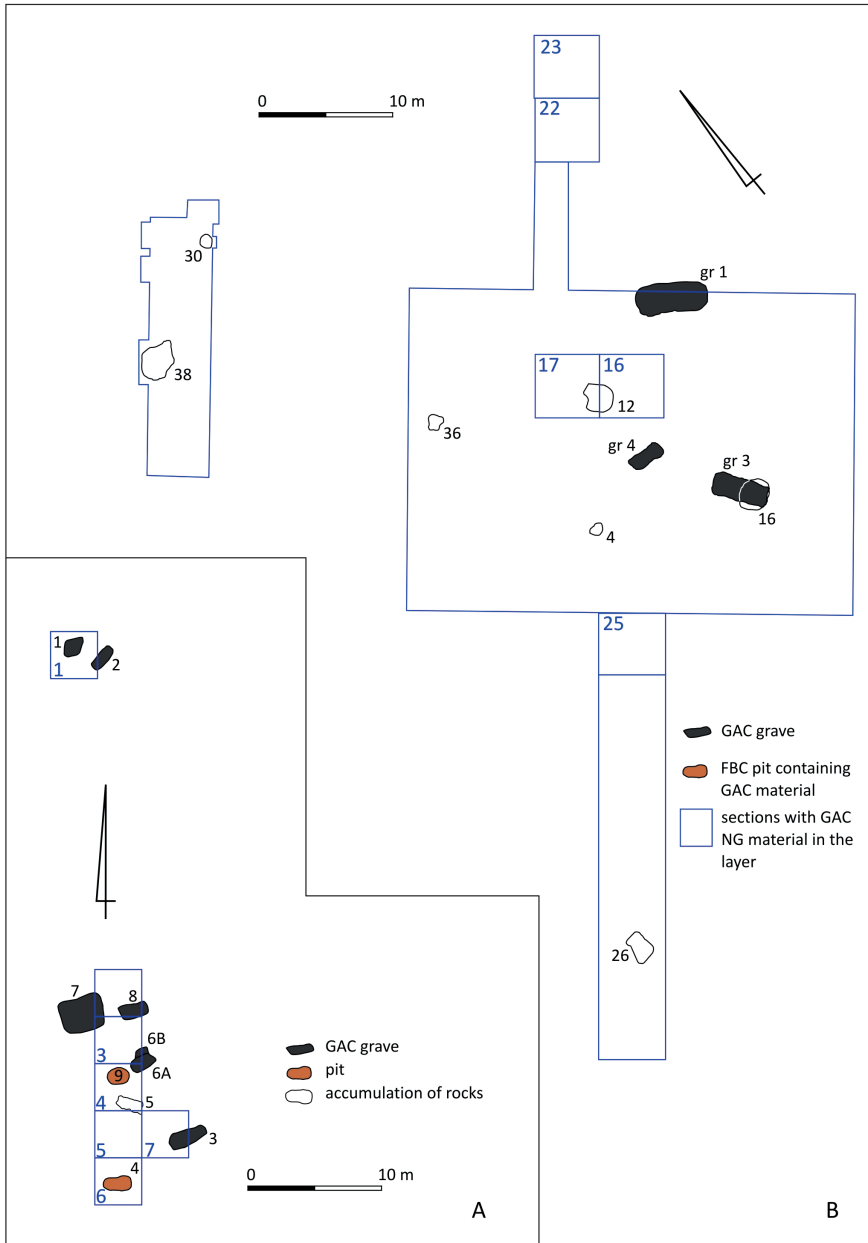 23
22
0 10 m
30
38
gr 1
17 16
12
36
gr 4
gr 3
16
4
25
GAC grave
FBC pit containing
GAC material
sections with GAC
NG material in the
layer
26
B
1
1
2
7
8
6B
3
6A
9
4
5
5
7
3
4
6
GAC grave
pit
accumulation of rocks
0 10 m
A